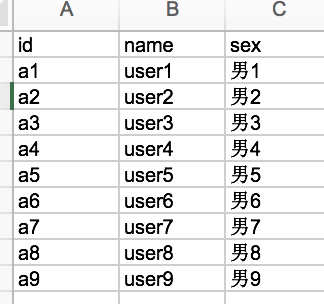 A B C
id name sex
a1 user1 男1
a2 user2 男2
a3 user3 男3
a4 user4 男4
a5 user5 男5
a6 user6 男6
a7 user7 男7
a8 user8 男8
a9 user9 男9